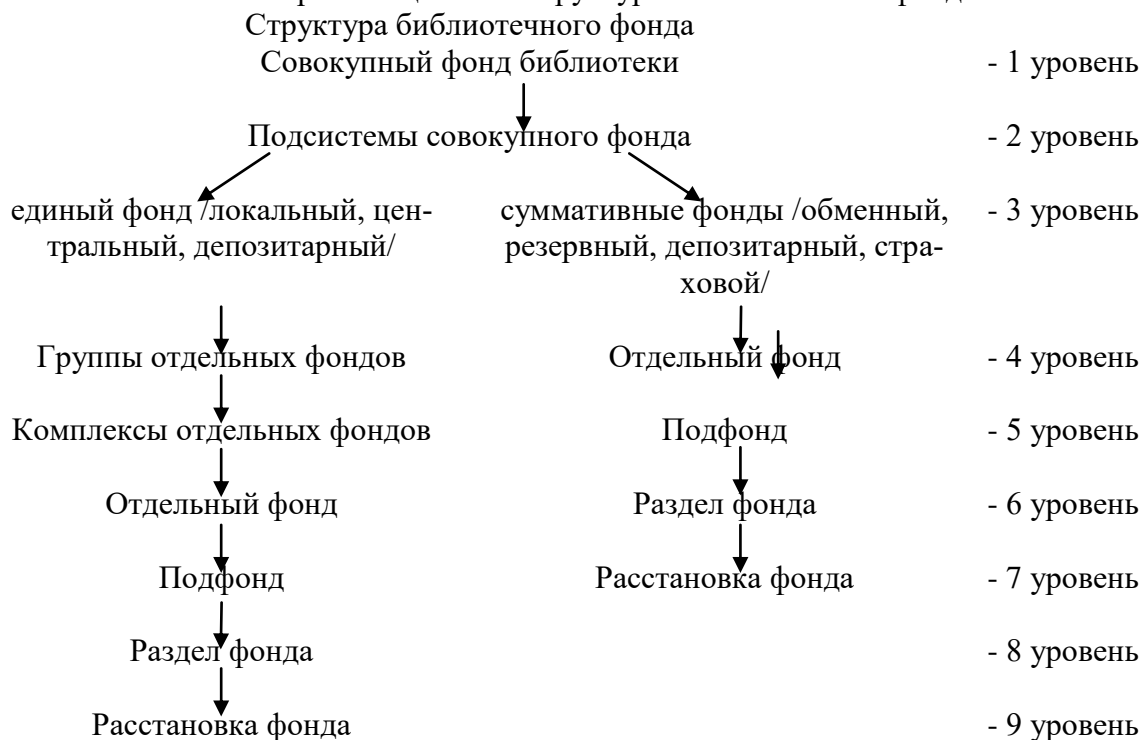 Структура библиотечного фонда
Совокупный фонд библиотеки - 1 уровень
Подсистемы совокупного фонда - 2 уровень
единый фонд /локальный, цен- суммативные фонды /обменный, - 3 уровень
тральный, депозитарный/ резервный, депозитарный, стра-
ховой/
Группы отдельных фондов Отдельный фонд - 4 уровень
Комплексы отдельных фондов Подфонд - 5 уровень
Отдельный фонд Раздел фонда - 6 уровень
Подфонд Расстановка фонда - 7 уровень
Раздел фонда - 8 уровень
Расстановка фонда - 9 уровень